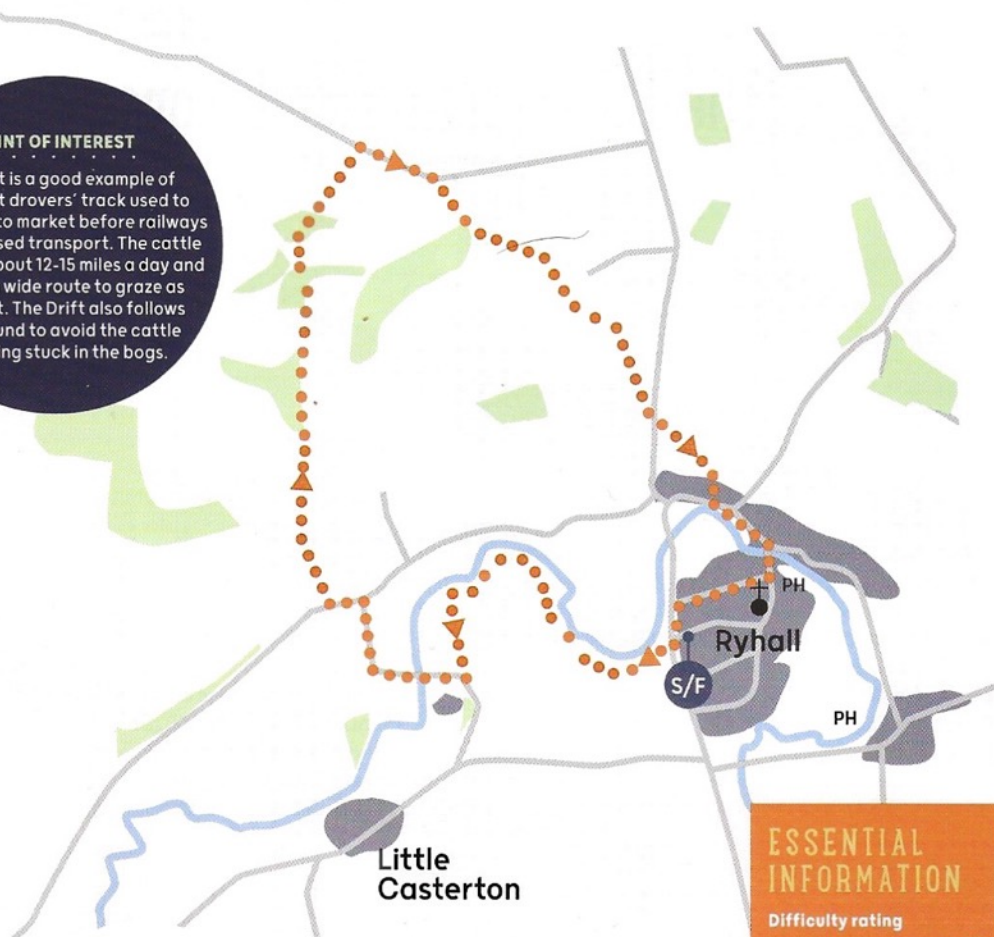 INT OF INTEREST
t is a good example of
t drovers' track used to
to market before railways
sed transport. The cattle
bout 12-15 miles a day and
wide route to graze as
t. The Drift also follows
und to avoid the cattle
ng stuck in the bogs.
PH
Ryhall
S/F
PH
Little
Casterton
ESSENTIAL
INFORMATION
Difficulty rating